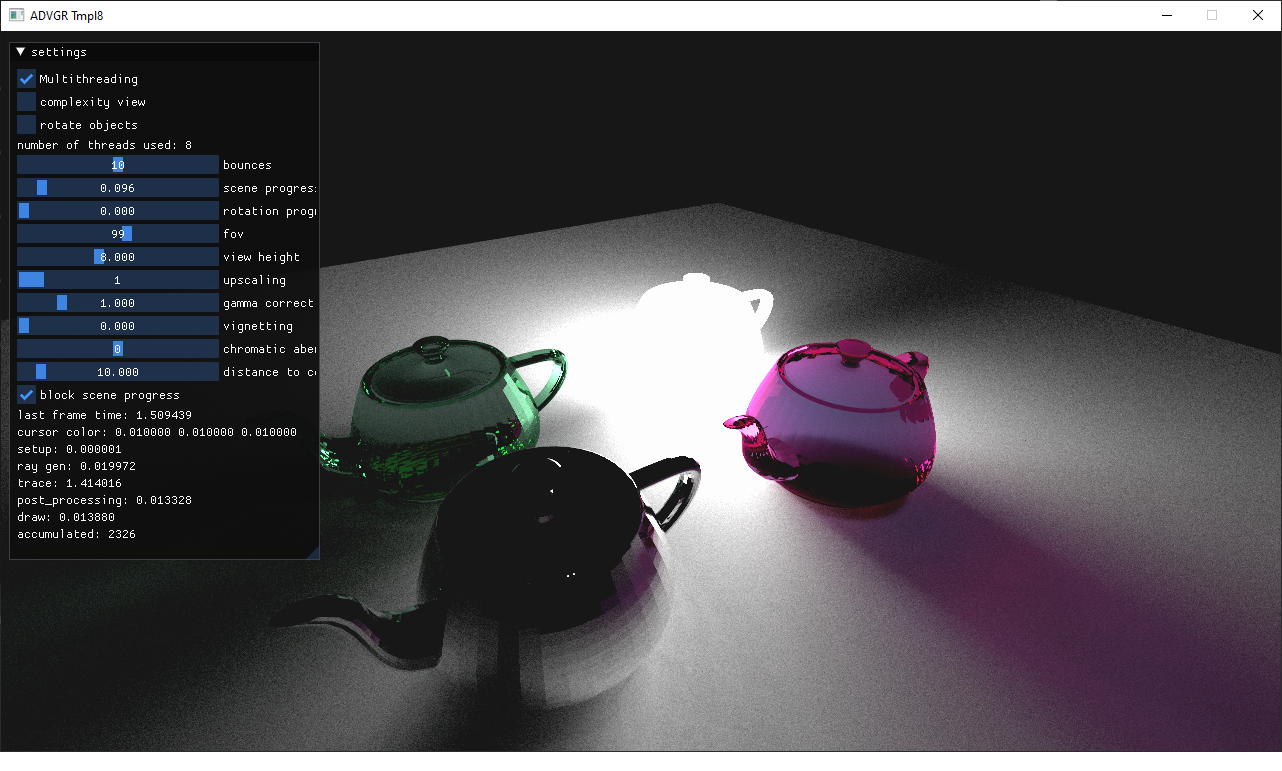 ADVGR Tmpl8
settings
Multithreading
complexity view
rotate objects
number of threads used: 8
10 bounces
0.096 scene progres
0.000 rotation prog
99 fov
8.000 view height
1 upscaling
1.000 gamma correct
0.000 vignetting
0 chromatic aber
10.000 distance to c
block scene progress
last frame time: 1.509439
cursor color: 0.010000 0.010000 0.010000
setup: 0.000001
ray gen: 0.019972
trace: 1.414016
post_processing: 0.013328
draw: 0.013880
accumulated: 2326